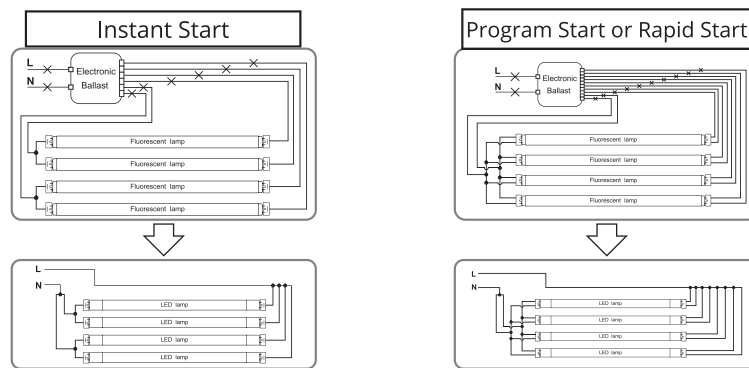 Instant Start
L
Electronic
N
Ballast
Fluorescent lamp
Fluorescent lamp
Fluorescent lamp
Fluorescent lamp
L
N
LED lamp
LED lamp
LED lamp
LED lamp
Program Start or Rapid Start
L
Electronic
N
Ballast
Fluorescent lamp
Fluorescent lamp
Fluorescent lamp
Fluorescent lamp
L
N
LED lamp
LED lamp
LED lamp
LED lamp